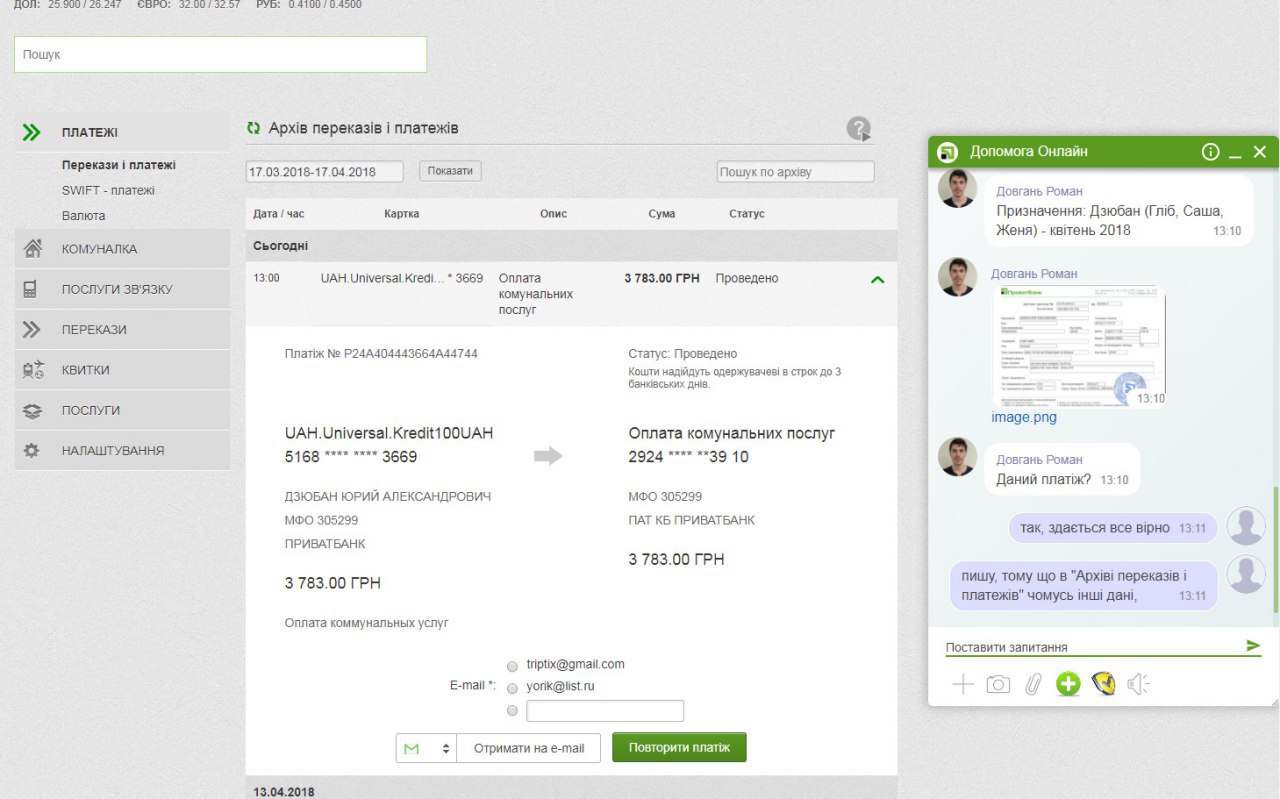 ДОЛ: 25.900 / 26.247 ЄВРО: 32.00 / 32.57 РУБ: 0.4100 / 0.4500
Пошук
ПЛАТЕЖІ
Перекази і платежі
SWIFT - платежі
Валюта
КОМУНАЛКА
ПОСЛУГИ ЗВ'ЯЗКУ
ПЕРЕКАЗИ
КВИТКИ
ПОСЛУГИ
НАЛАШТУВАННЯ
Архів переказів і платежів
?
17.03.2018-17.04.2018 Показати Пошук по архіву
Дата / час Картка Опис Сума Статус
Сьогодні
13:00 UAH.Universal.Kredi... * 3669 Оплата 3 783.00 ГРН Проведено
комунальних
послуг
Платіж № P24A404443664A44744
Статус: Проведено
Кошти надійдуть одержувачеві в строк до 3
банківських днів.
UAH.Universal.Kredit100UAH
5168 **** **** 3669
ДЗЮБАН ЮРИЙ АЛЕКСАНДРОВИЧ
МФО 305299
ПРИВАТБАНК
3 783.00 ГРН
Оплата комунальних послуг
2924 **** **39 10
МФО 305299
ПАТ КБ ПРИВАТБАНК
3 783.00 ГРН
Оплата коммунальных услуг
E-mail *:
triptix@gmail.com
yorik@list.ru
Отримати на e-mail
Повторити платіж
13.04.2018
Допомога Онлайн
Довгань Роман
Призначення: Дзюбан (Гліб, Саша,
Женя) - квітень 2018 13:10
Довгань Роман
ПриватБанк
13:10
image.png
Довгань Роман
Даний платіж? 13:10
так, здається все вірно 13:11
пишу, тому що в "Архіві переказів і
платежів" чомусь інші дані, 13:11
Поставити запитання